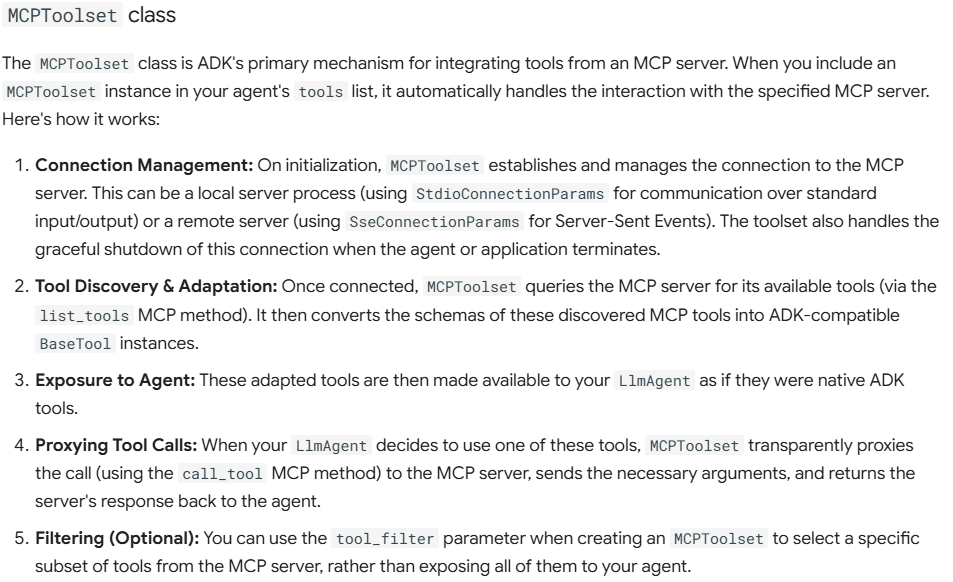 MCPToolset class
The MCPToolset class is ADK's primary mechanism for integrating tools from an MCP server. When you include an
MCPToolset instance in your agent's tools list, it automatically handles the interaction with the specified MCP server.
Here's how it works:
1. Connection Management: On initialization, MCPToolset establishes and manages the connection to the MCP
server. This can be a local server process (using StdioConnectionParams for communication over standard
input/output) or a remote server (using SseConnectionParams for Server-Sent Events). The toolset also handles the
graceful shutdown of this connection when the agent or application terminates.
2. Tool Discovery & Adaptation: Once connected, MCPToolset queries the MCP server for its available tools (via the
list_tools MCP method). It then converts the schemas of these discovered MCP tools into ADK-compatible
BaseTool instances.
3. Exposure to Agent: These adapted tools are then made available to your LlmAgent as if they were native ADK
tools.
4. Proxying Tool Calls: When your LlmAgent decides to use one of these tools, MCPToolset transparently proxies
the call (using the call_tool MCP method) to the MCP server, sends the necessary arguments, and returns the
server's response back to the agent.
5. Filtering (Optional): You can use the tool_filter parameter when creating an MCPToolset to select a specific
subset of tools from the MCP server, rather than exposing all of them to your agent.